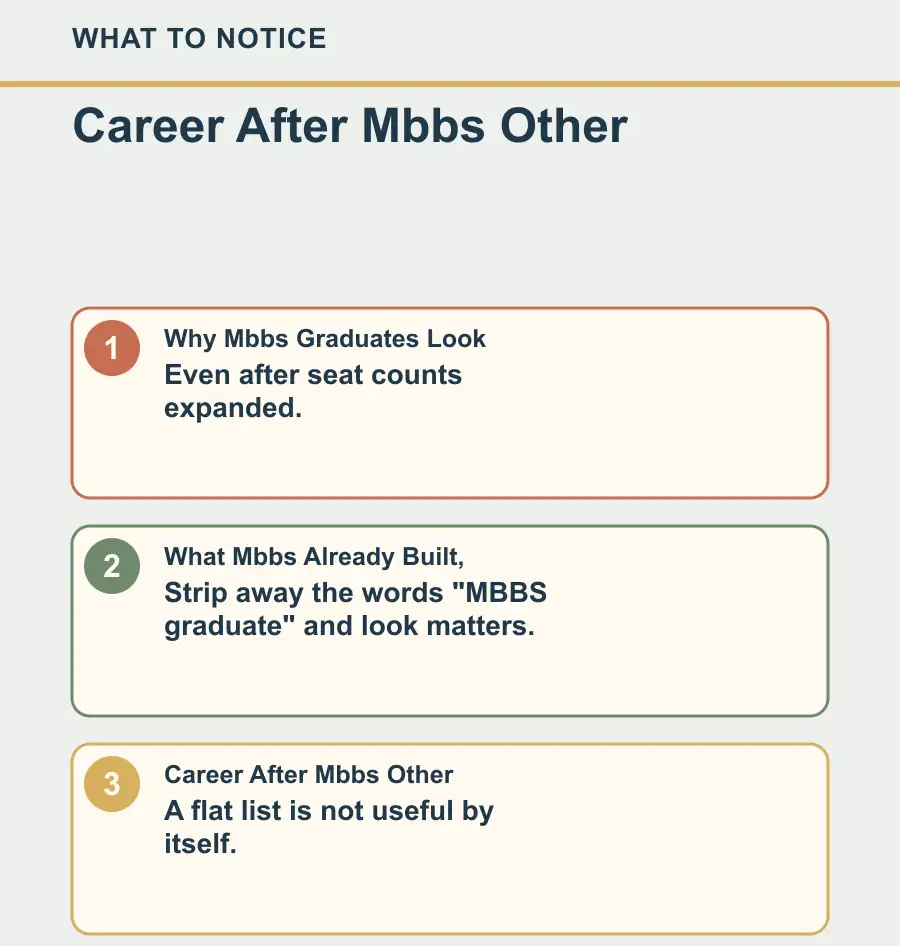 WHAT TO NOTICE
Career After Mbbs Other
1
Why Mbbs Graduates Look
Even after seat counts
expanded.
2
What Mbbs Already Built,
Strip away the words "MBBS
graduate" and look matters.
3
Career After Mbbs Other
A flat list is not useful by
itself.